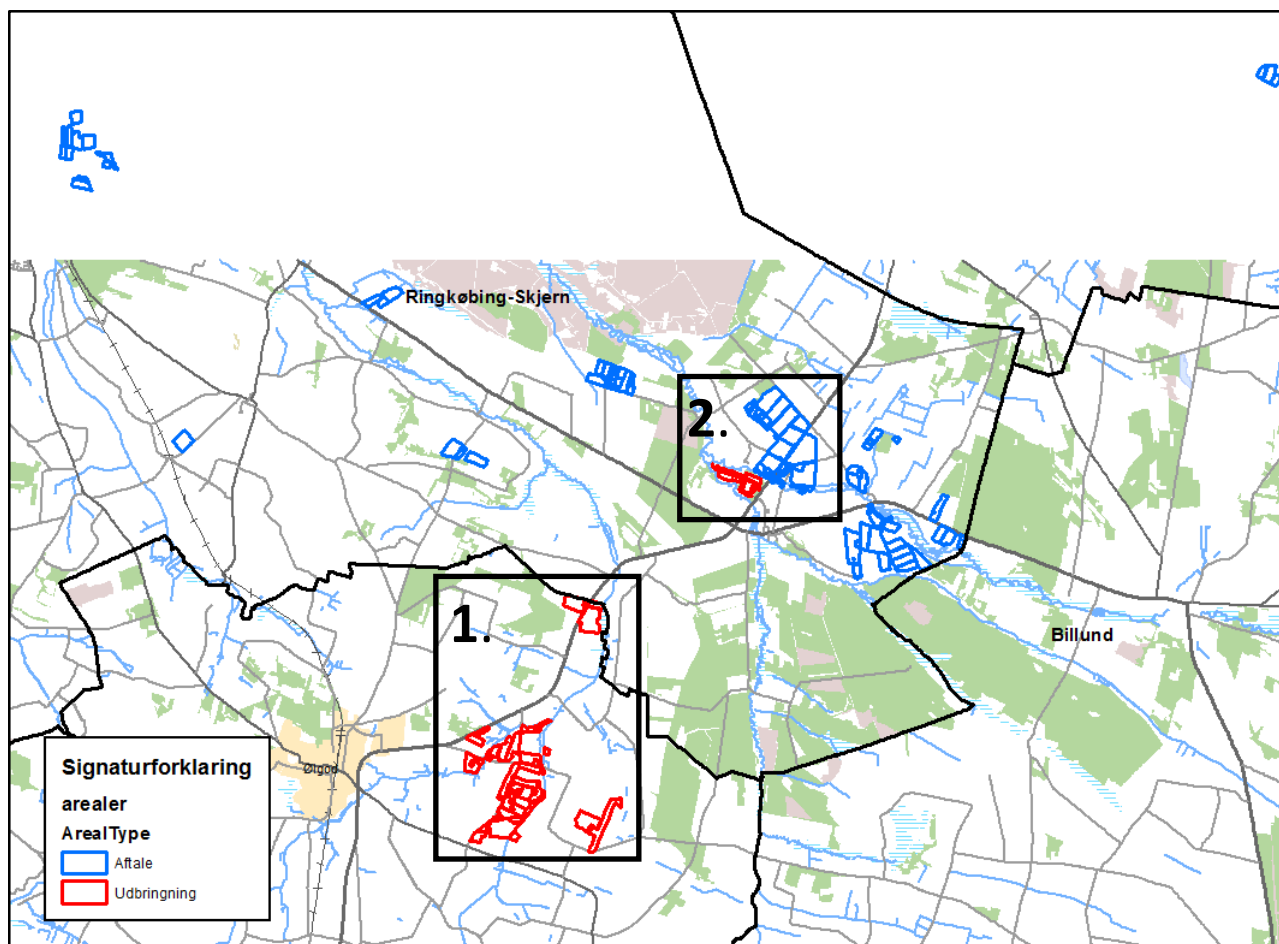 Ringkøbing-Skjern
2.
1.
Billund
Ølgod
Signaturforklaring
arealer
ArealType
Aftale
Udbringning